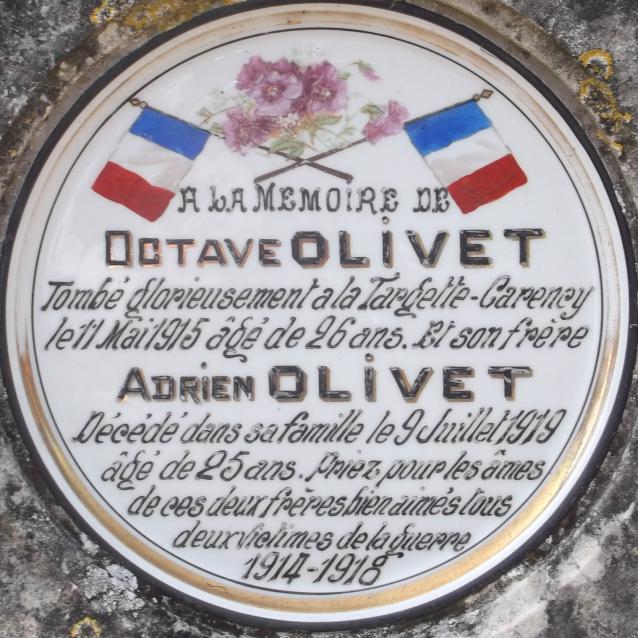 A LA MEMOIRE DE
OCTAVE OLIVET
Tombé glorieusement a la Targette-Carency
le 11 Mai 1915 âgé de 26 ans. Et son frère
ADRIEN OLIVET
Décédé dans sa famille le 9 Juillet 1919
âgé de 25 ans. Priez pour les âmes
de ces deux frères bien aimés tous
deux victimes de la guerre
1914-1918